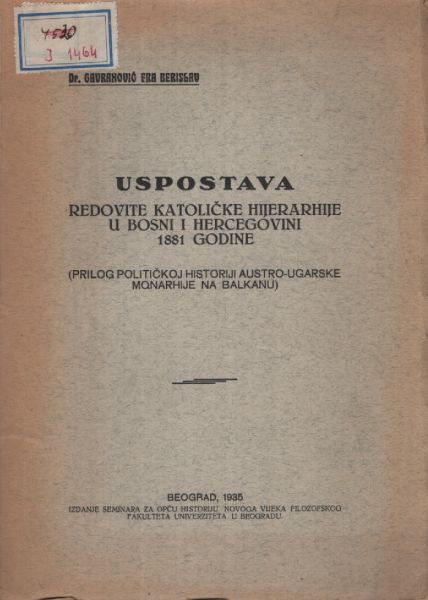 J 1464
Dr. GAVRANOVIĆ FRA BERISLAV
USPOSTAVA
REDOVITE KATOLIČKE HIJERARHIJE
U BOSNI I HERCEGOVINI
1881 GODINE
(PRILOG POLITIČKOJ HISTORIJI AUSTRO-UGARSKE
MONARHIJE NA BALKANU)
BEOGRAD, 1935
IZDANJE SEMINARA ZA OPĆU HISTORIJU NOVOGA VIJEKA FILOZOFSKOG
FAKULTETA UNIVERZITETA U BEOGRADU.